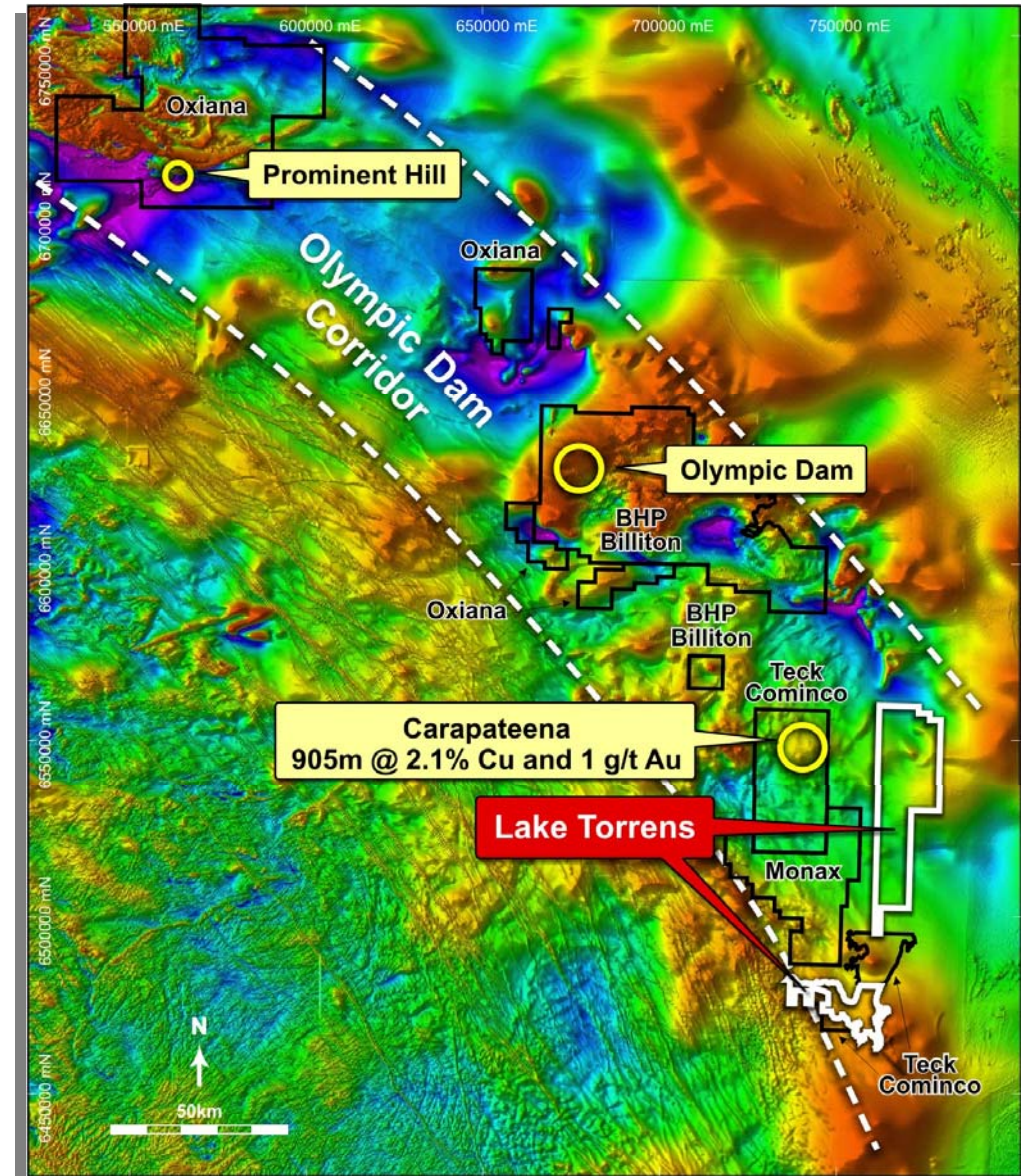 550000 mE
600000 mE
650000 mE
700000 mE
750000 mE
6750000 mN
6700000 mN
6650000 mN
6600000 mN
6550000 mN
6500000 mN
6450000 mN
Oxiana
Prominent Hill
Oxiana
Olympic Dam
Corridor
Olympic Dam
BHP
Billiton
Oxiana
BHP
Billiton
Teck
Cominco
Carapateena
905m @ 2.1% Cu and 1 g/t Au
Lake Torrens
Monax
N
50km
Teck
Cominco